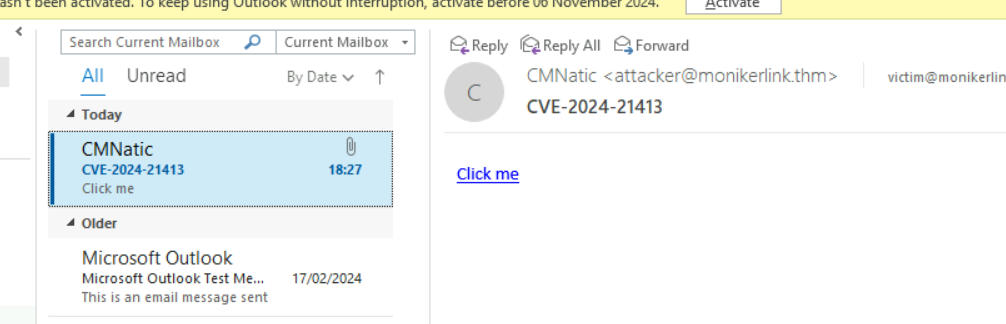 asn't been activated. To keep using Outlook without interruption, activate before 06 November 2024. Activate
Search Current Mailbox Current Mailbox
All Unread By Date
Today
CMNatic
CVE-2024-21413 18:27
Click me
Older
Microsoft Outlook
Microsoft Outlook Test Me... 17/02/2024
This is an email message sent
Reply Reply All Forward
C
CMNatic <attacker@monikerlink.thm> victim@monikerlin
CVE-2024-21413
Click me